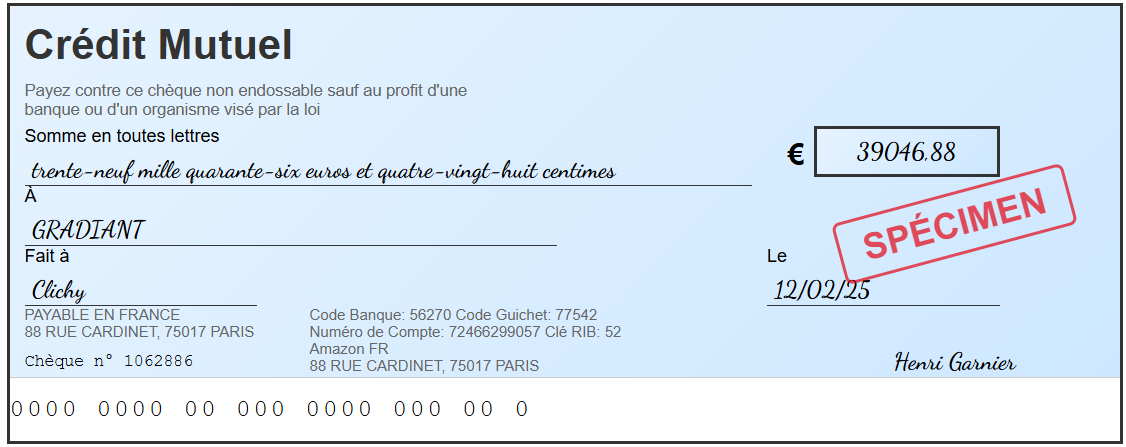 Crédit Mutuel
Payez contre ce chèque non endossable sauf au profit d'une
banque ou d'un organisme visé par la loi
Somme en toutes lettres
€ 39046.88
trente-neuf mille quarante-six euros et quatre-vingt-huit centimes
À
GRADIANT
SPÉCIMEN
Fait à
Le
Clichy
12/02/25
PAYABLE EN FRANCE
88 RUE CARDINET, 75017 PARIS
Chèque n° 1062886
Code Banque: 56270 Code Guichet: 77542
Numéro de Compte: 72466299057 Clé RIB: 52
Amazon FR
88 RUE CARDINET, 75017 PARIS
Henri Garnier
0000 0000 00 000 0000 000 00 0